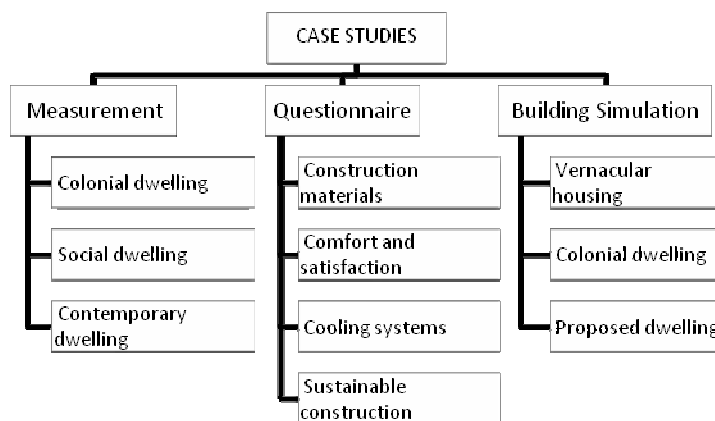 CASE STUDIES
Measurement
Colonial dwelling
Social dwelling
Contemporary
dwelling
Questionnaire
Construction
materials
Comfort and
satisfaction
Cooling systems
Sustainable
construction
Building Simulation
Vernacular
housing
Colonial dwelling
Proposed dwelling